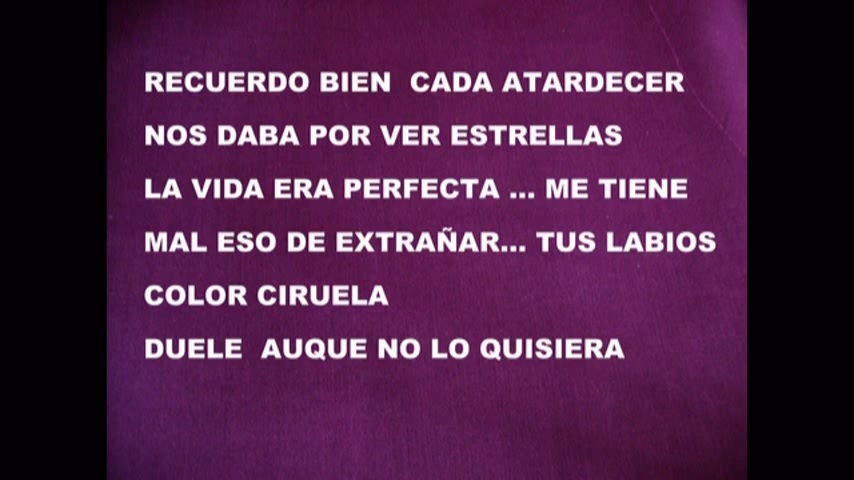 RECUERDO BIEN  CADA ATARDECER
NOS DABA POR VER ESTRELLAS
LA VIDA ERA PERFECTA ... ME TIENE
MAL ESO DE EXTRAÑAR... TUS LABIOS
COLOR CIRUELA
DUELE  AUQUE NO LO QUISIERA